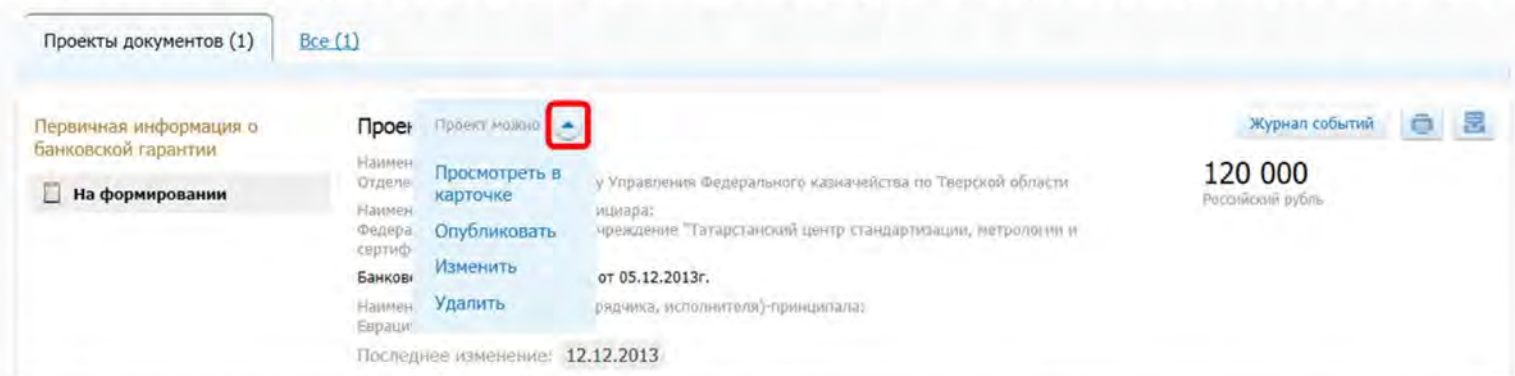 Проекты документов (1) Все (1)
Первичная информация о
банковской гарантии
На формировании
Проек
Проект можно
Просмотреть в
карточке
Опубликовать
Изменить
Удалить
Наимен
Отделе у Управления Федерального казначейства по Тверской области
Наимен ициара:
Федера чреждение "Татарстанский центр стандартизации, метрологии и
сертиф
Банков от 05.12.2013г.
Наимен рядчика, исполнителя)-принципала:
Евраци
Последнее изменение: 12.12.2013
Журнал событий
120 000
Российский рубль